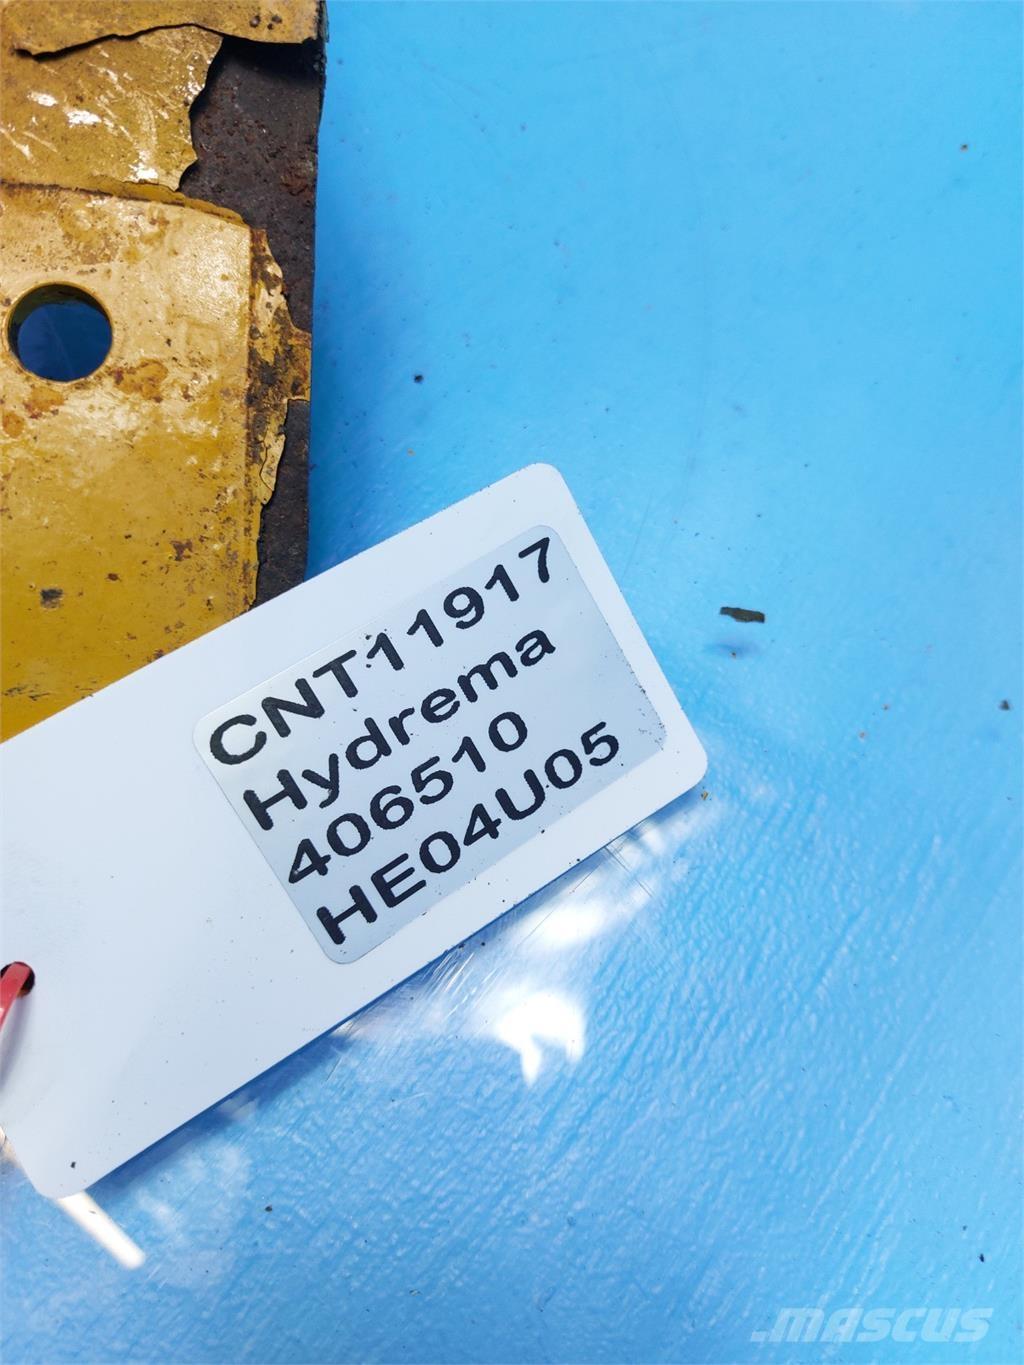 CNT11917
Hydrema
406510
HE04U05
.MASCUS